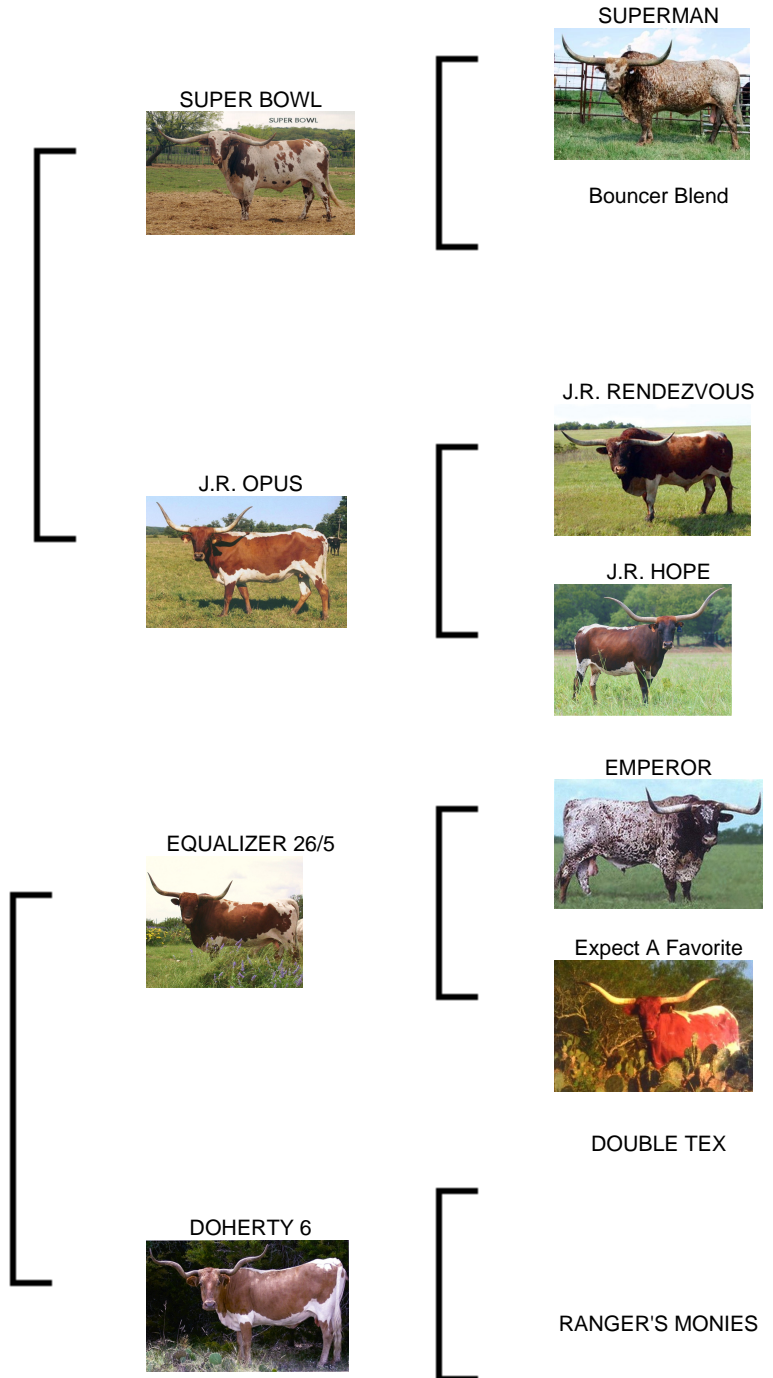 SUPERMAN
SUPER BOWL
SUPER BOWL
Bouncer Blend
J.R. RENDEZVOUS
J.R. OPUS
J.R. HOPE
EMPEROR
EQUALIZER 26/5
Expect A Favorite
DOUBLE TEX
DOHERTY 6
RANGER'S MONIES